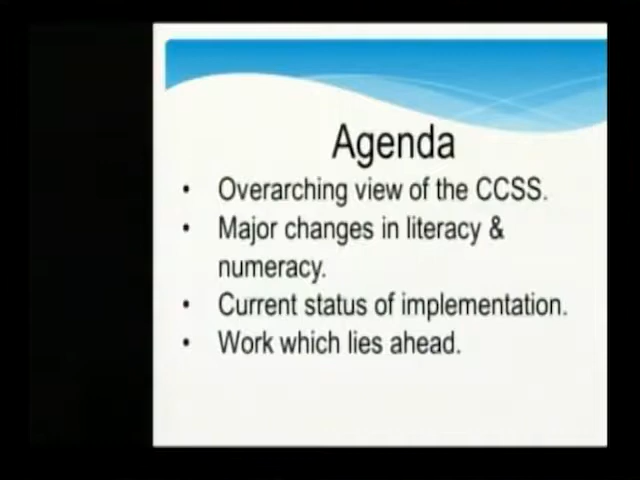 Agenda
• Overarching view of the CCSS.
• Major changes in literacy &
numeracy.
• Current status of implementation.
• Work which lies ahead.